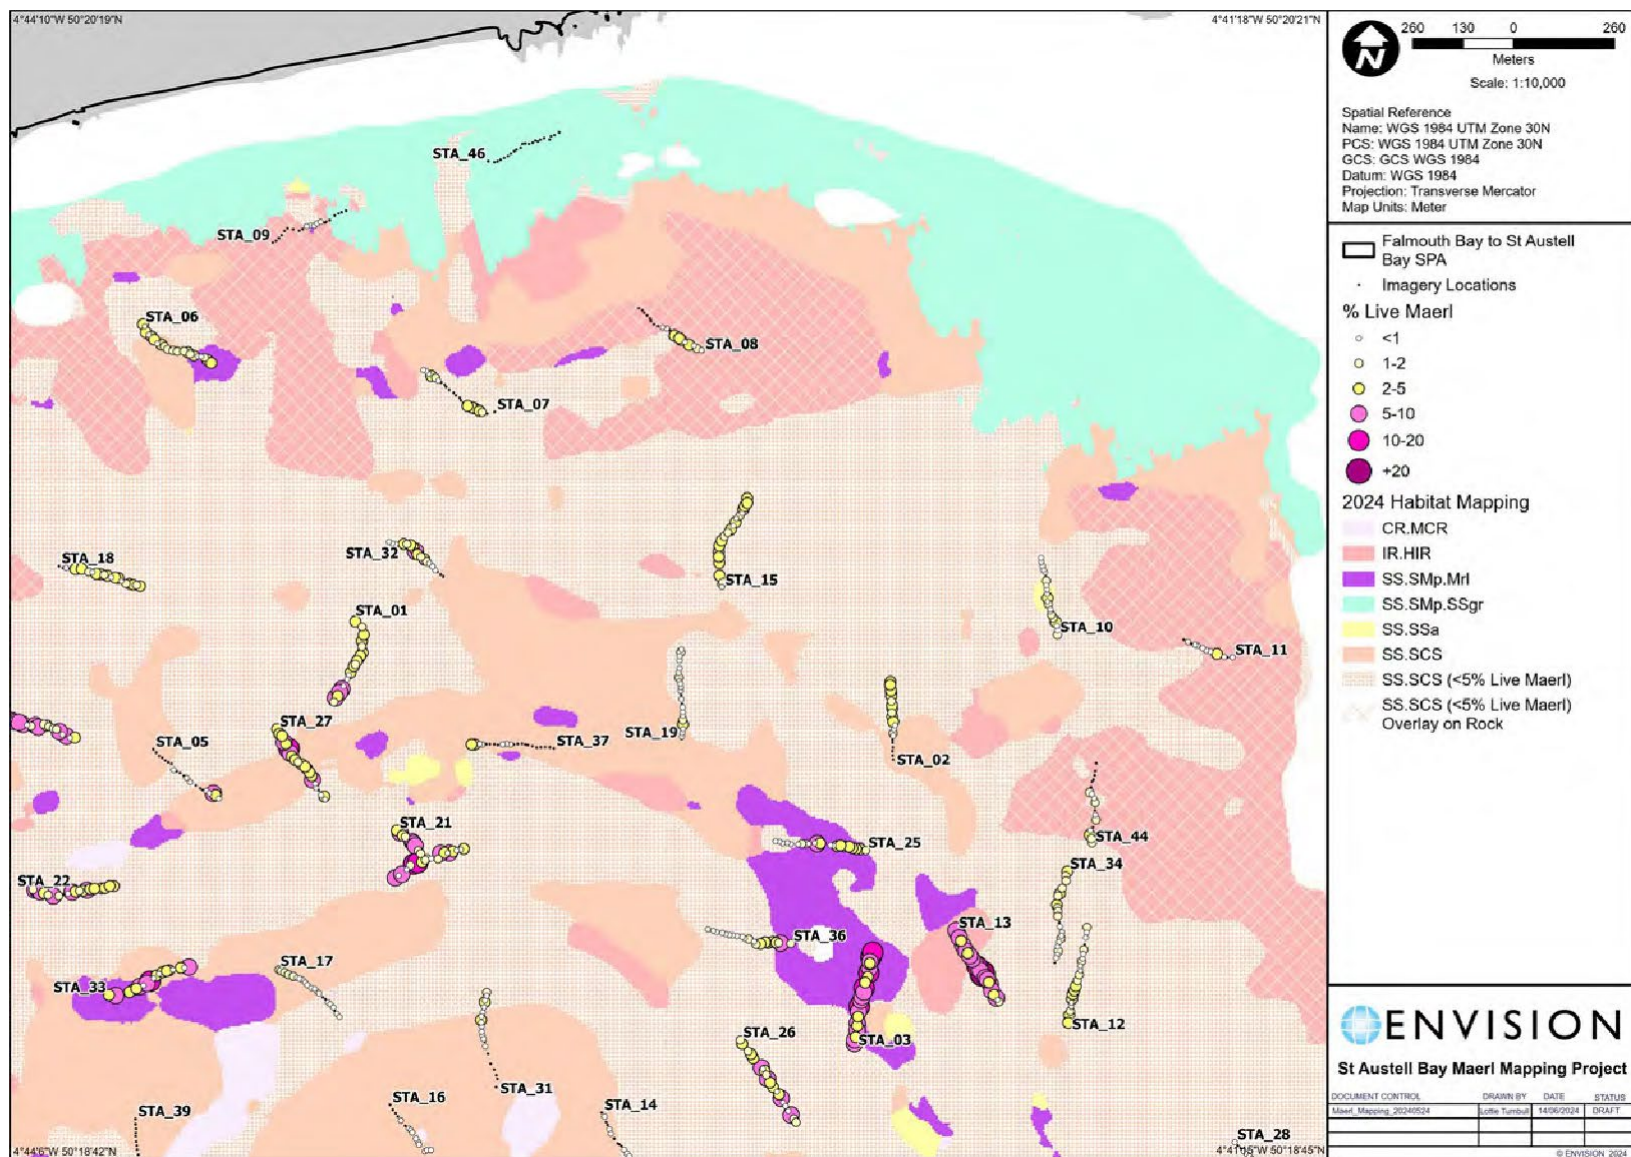 4°44'10"W 50°20'19"N
4°41'18"W 50°20'21"N
STA_46
STA_09
STA_06
STA_08
STA_07
STA_18
STA_32
STA_15
STA_01
STA_10
STA_11
STA_27
STA_05
STA_37
STA_19
STA_02
STA_21
STA_25
STA_44
STA_34
STA_22
STA_13
STA_36
STA_17
STA_33
STA_12
STA_26
STA_03
STA_31
STA_16
STA_14
STA_39
STA_28
4°44'6"W 50°18'42"N
N
260 130 0 260
Meters
Scale: 1:10,000
Spatial Reference
Name: WGS 1984 UTM Zone 30N
PCS: WGS 1984 UTM Zone 30N
GCS: GCS WGS 1984
Datum: WGS 1984
Projection: Transverse Mercator
Map Units: Meter
Falmouth Bay to St Austell
Bay SPA
Imagery Locations
% Live Maerl
<1
1-2
2-5
5-10
10-20
+20
2024 Habitat Mapping
CR.MCR
IR.HIR
SS.SMp.Mrl
SS.SMp.SSgr
SS.SSa
SS.SCS
SS.SCS (<5% Live Maerl)
SS.SCS (<5% Live Maerl)
Overlay on Rock
ENVISION
St Austell Bay Maerl Mapping Project
DOCUMENT CONTROL DRAWN BY DATE STATUS
Maerl_Mapping_20240524 Lottie Turnbull 14/06/2024 DRAFT
© ENVISION 2024